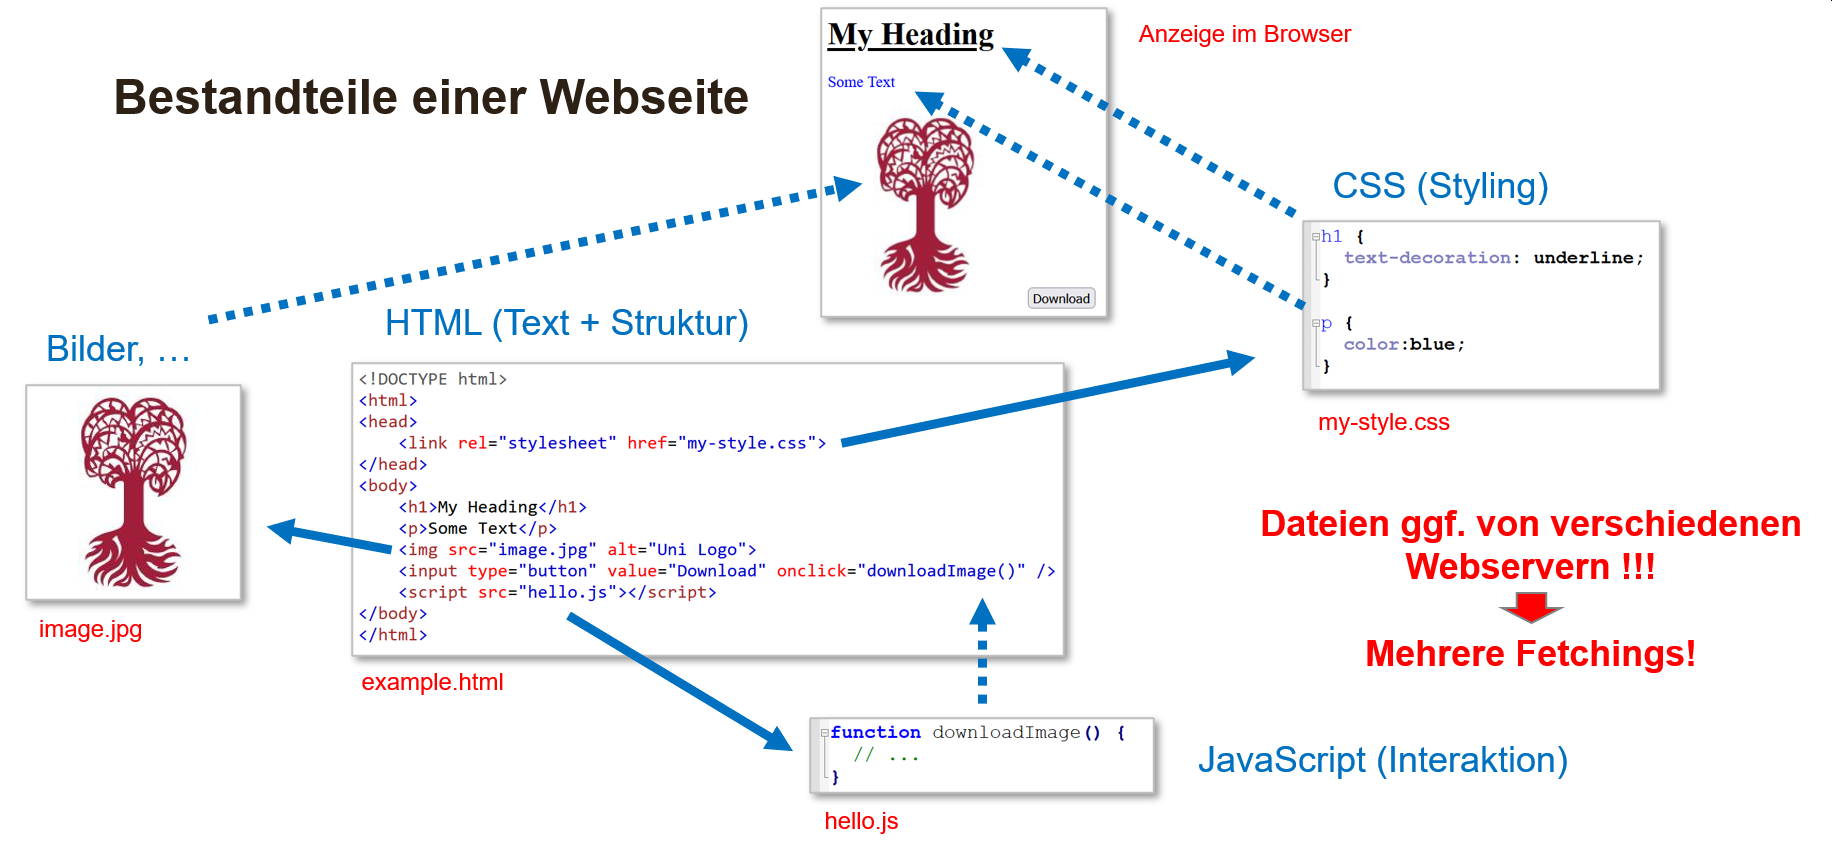 Bestandteile einer Webseite
My Heading
Some Text
Download
Anzeige im Browser
CSS (Styling)
h1 {
text-decoration: underline;
}
p {
color:blue;
}
my-style.css
Bilder, ...
image.jpg
HTML (Text + Struktur)
<!DOCTYPE html>
<html>
<head>
<link rel="stylesheet" href="my-style.css">
</head>
<body>
<h1>My Heading</h1>
<p>Some Text</p>
<img src="image.jpg" alt="Uni Logo">
<input type="button" value="Download" onclick="downloadImage()" />
<script src="hello.js"></script>
</body>
</html>
example.html
Dateien ggf. von verschiedenen
Webservern !!!
Mehrere Fetchings!
function downloadImage() {
// ...
}
hello.js
JavaScript (Interaktion)